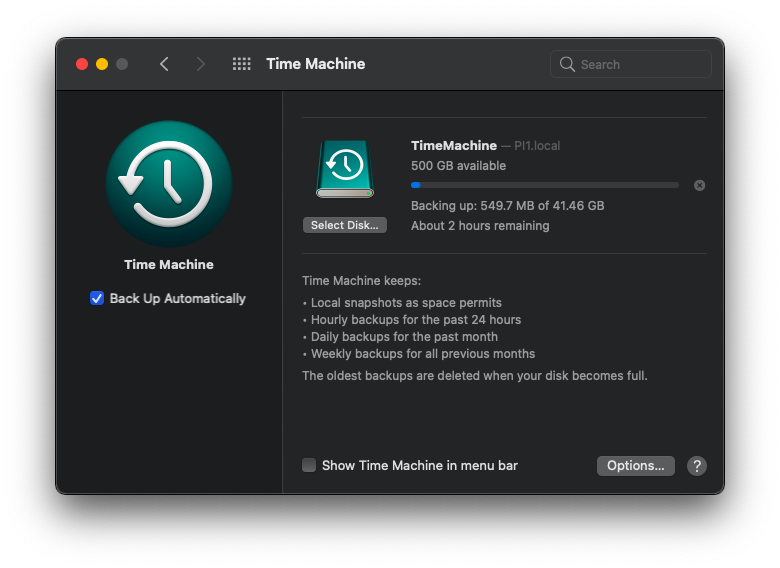 Time Machine
Search
Time Machine
Back Up Automatically
TimeMachine — PI1.local
500 GB available
Backing up: 549.7 MB of 41.46 GB
About 2 hours remaining
Select Disk...
Time Machine keeps:
• Local snapshots as space permits
• Hourly backups for the past 24 hours
• Daily backups for the past month
• Weekly backups for all previous months
The oldest backups are deleted when your disk becomes full.
Show Time Machine in menu bar
Options...
?